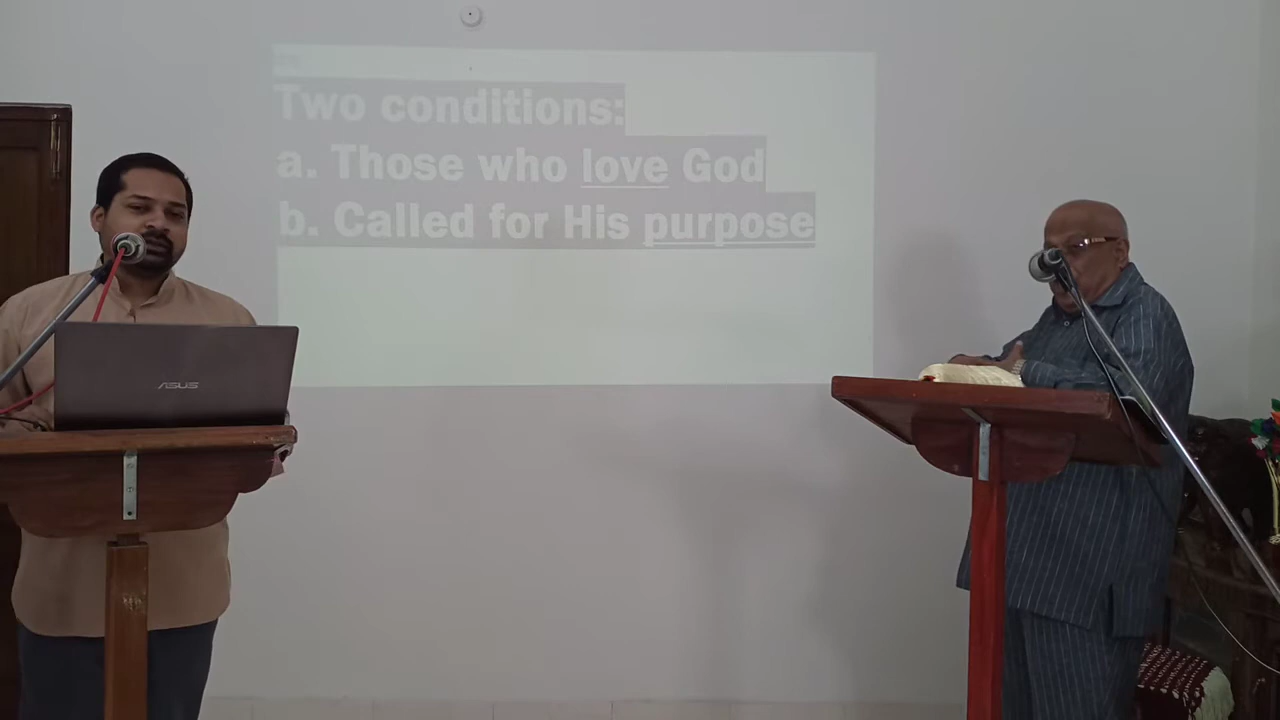 Two conditions:
a. Those who love God
b. Called for His purpose
ASUS